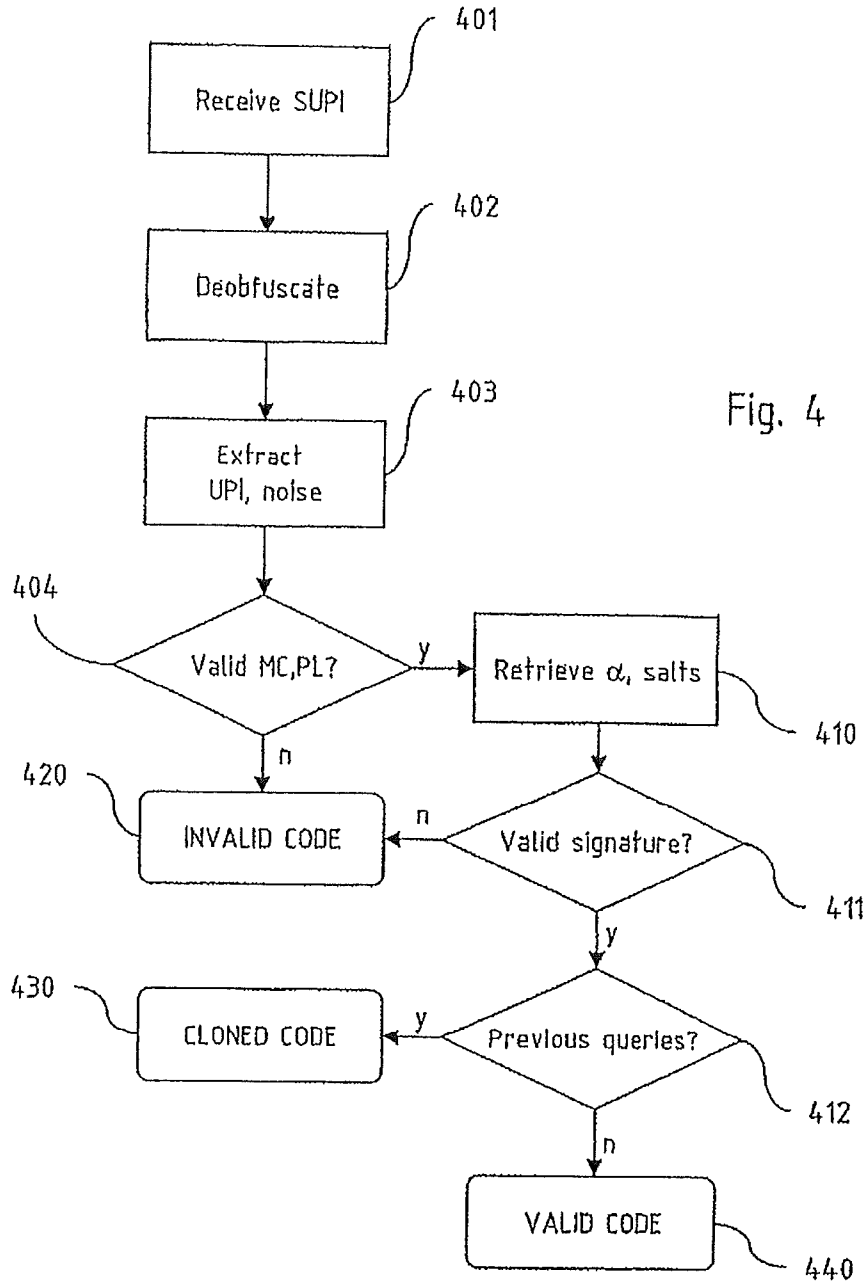 401
Receive SUPI
402
Deobfuscate
403
Extract
UPI, noise
Fig. 4
404
Valid MC,PL?
y
Retrieve α, salts
410
n
420
INVALID CODE
n
Valid signature?
411
y
430
CLONED CODE
y
Previous queries?
412
n
VALID CODE
440